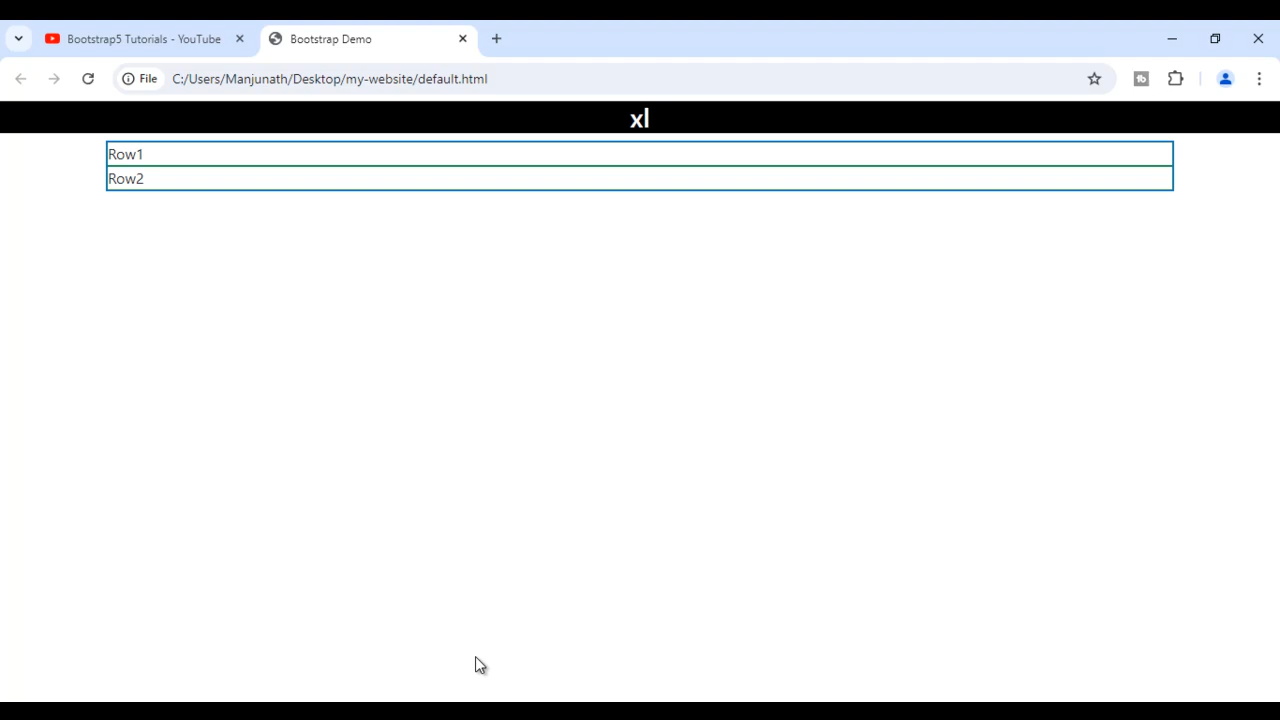 Bootstrap5 Tutorials - YouTube
Bootstrap Demo
File
C:/Users/Manjunath/Desktop/my-website/default.html
xl
Row1
Row2